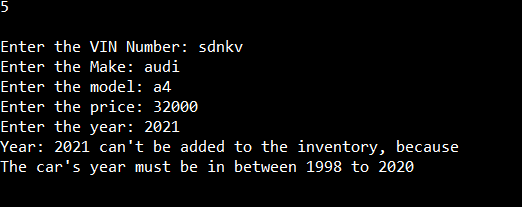 5
Enter the VIN Number: sdnkv
Enter the Make: audi
Enter the model: a4
Enter the price: 32000
Enter the year: 2021
Year: 2021 can't be added to the inventory, because
The car's year must be in between 1998 to 2020